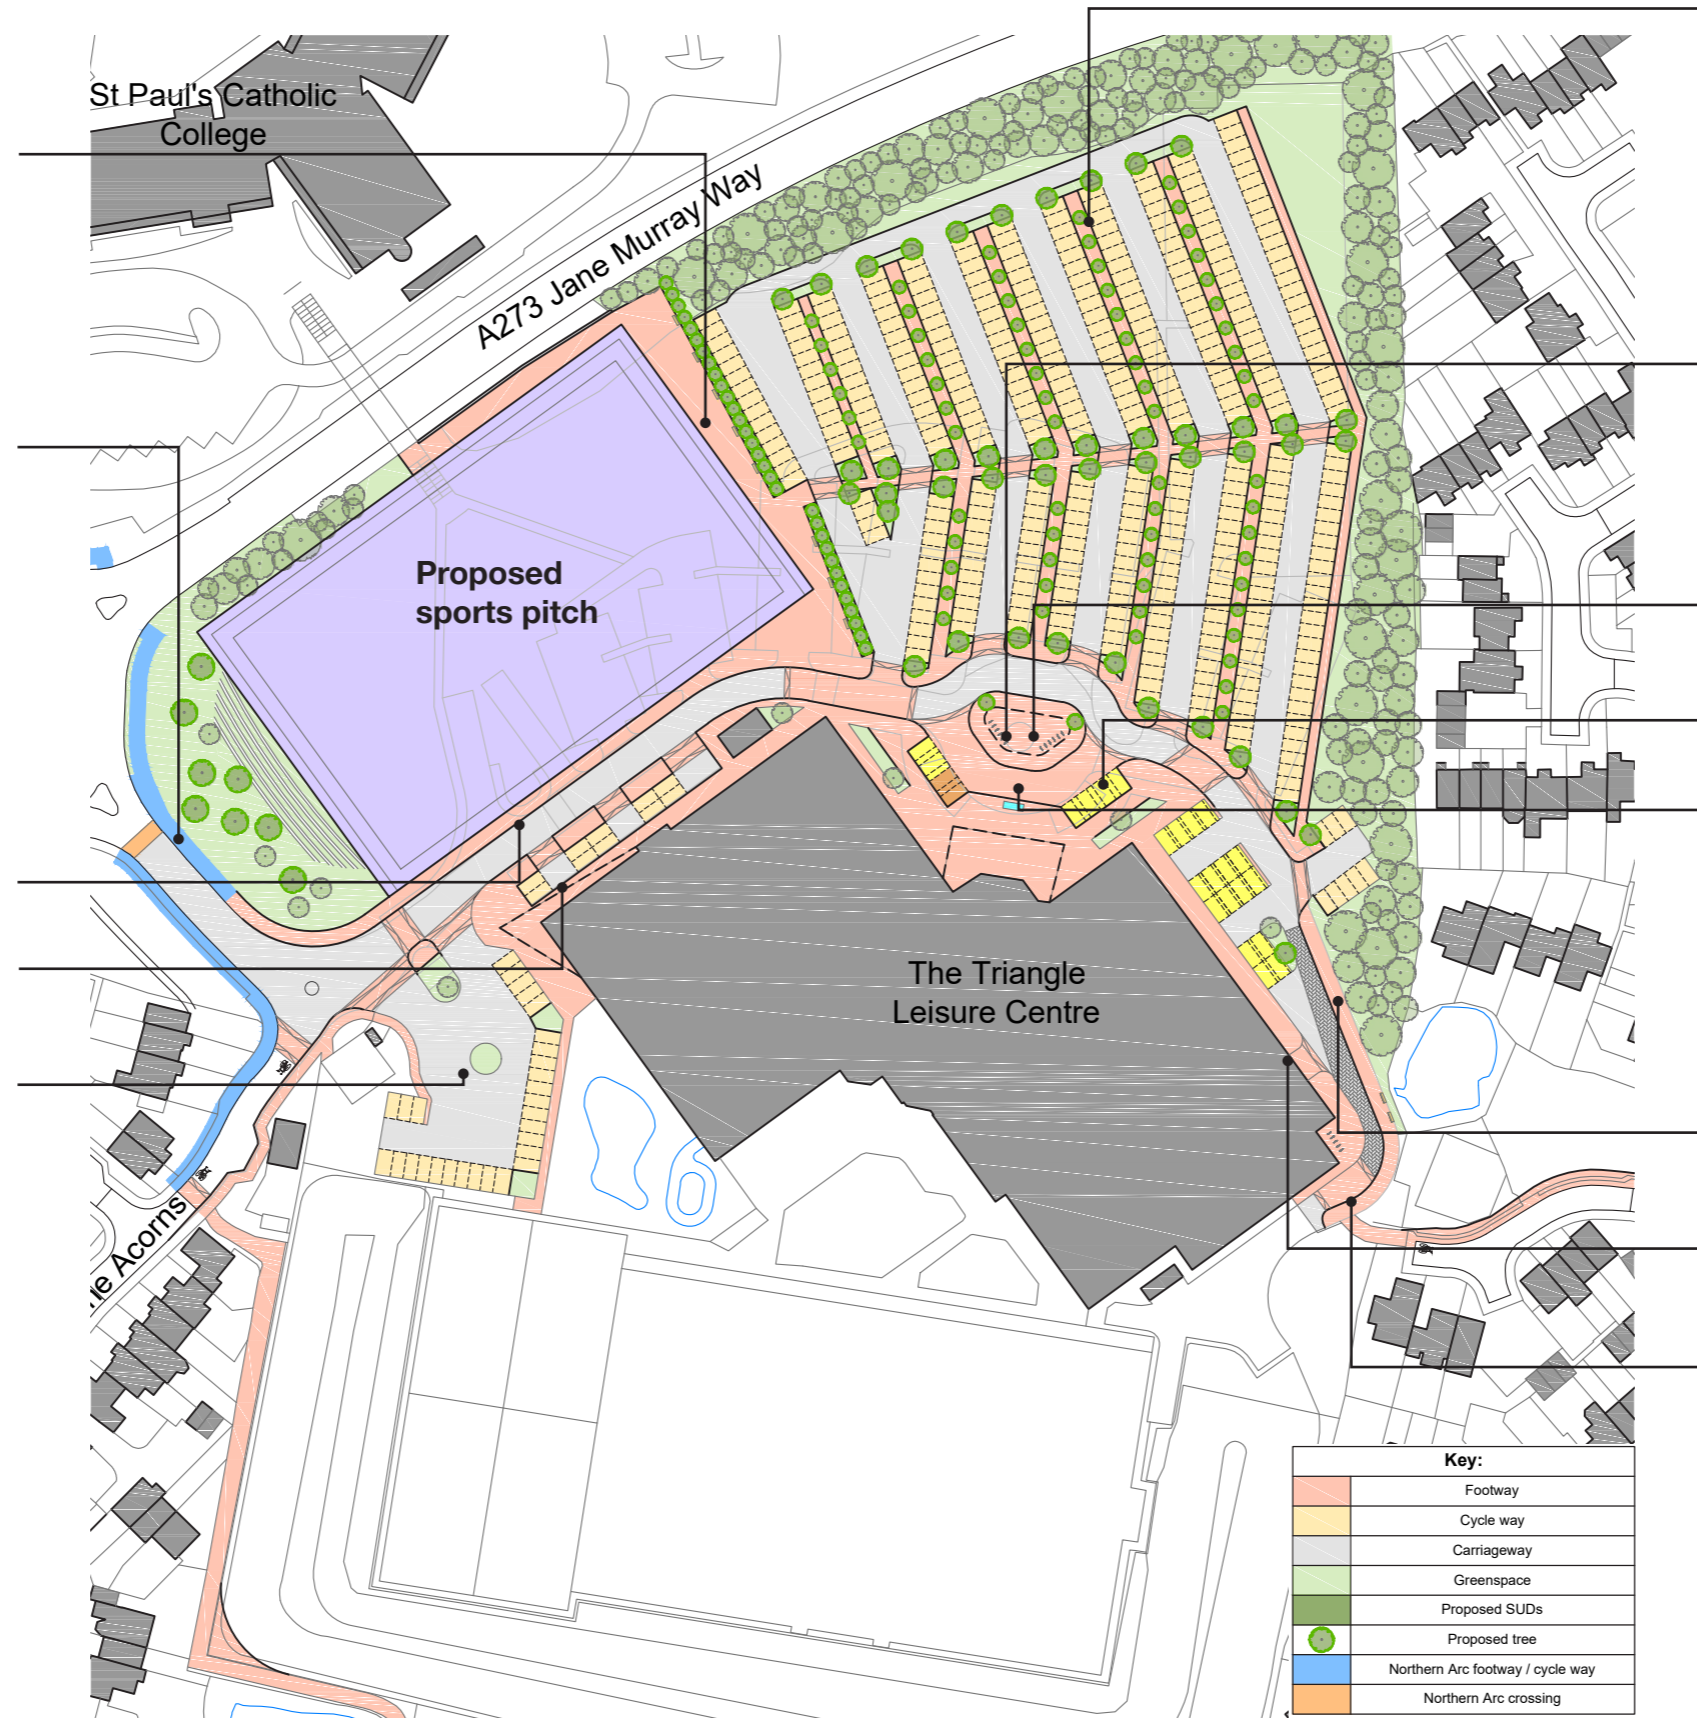 St Paul's Catholic
College
A273 Jane Murray Way
Proposed
sports pitch
The Triangle
Leisure Centre
he Acorns
Key:
Footway
Cycle way
Carriageway
Greenspace
Proposed SUDs
Proposed tree
Northern Arc footway / cycle way
Northern Arc crossing